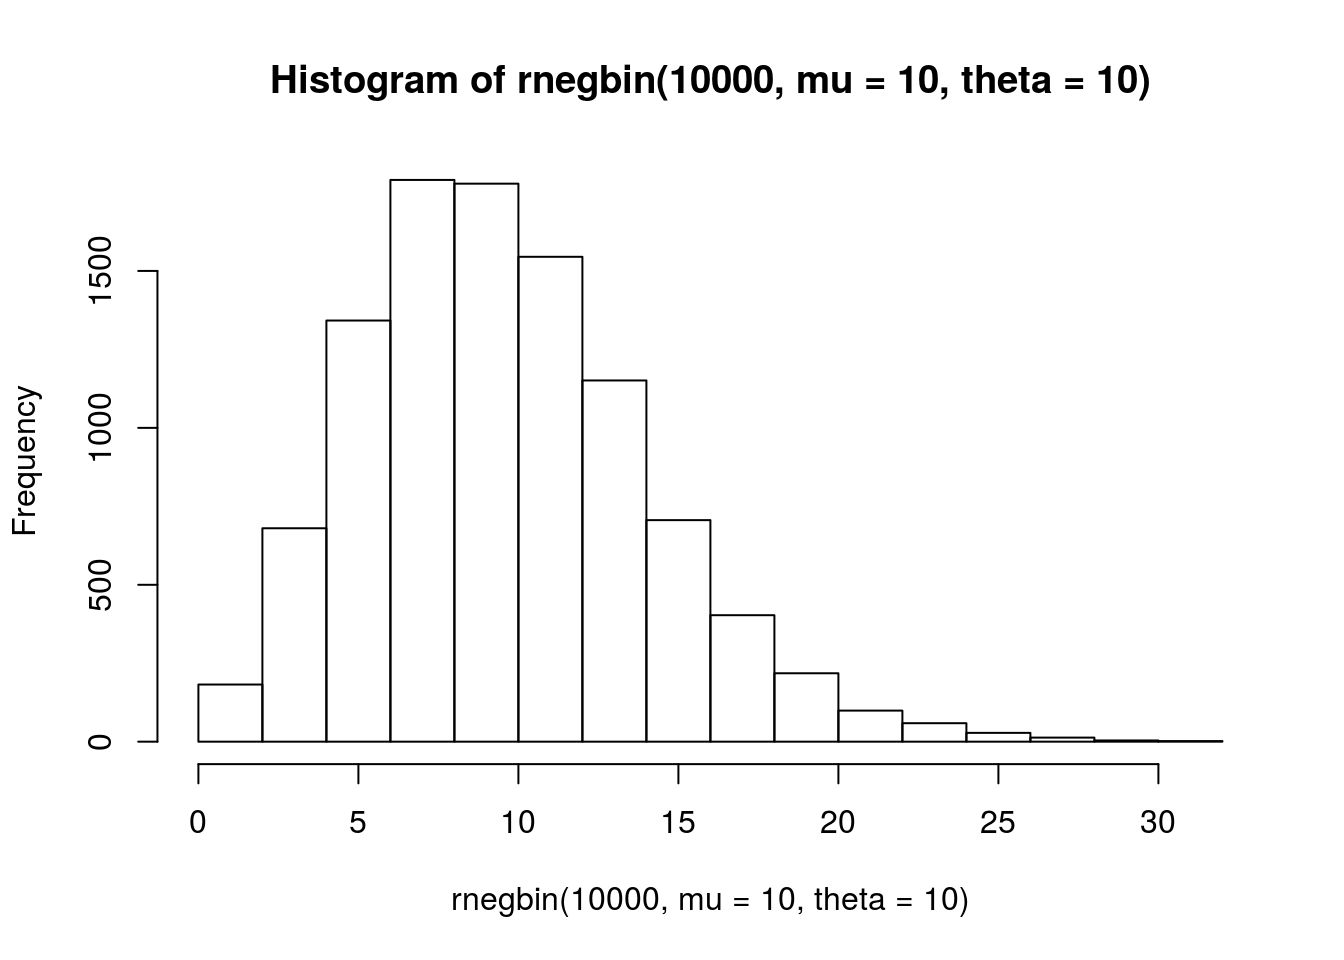 Histogram of rnegbin(10000, mu = 10, theta = 10)
Frequency
1500
1000
500
0
0 5 10 15 20 25 30
rnegbin(10000, mu = 10, theta = 10)